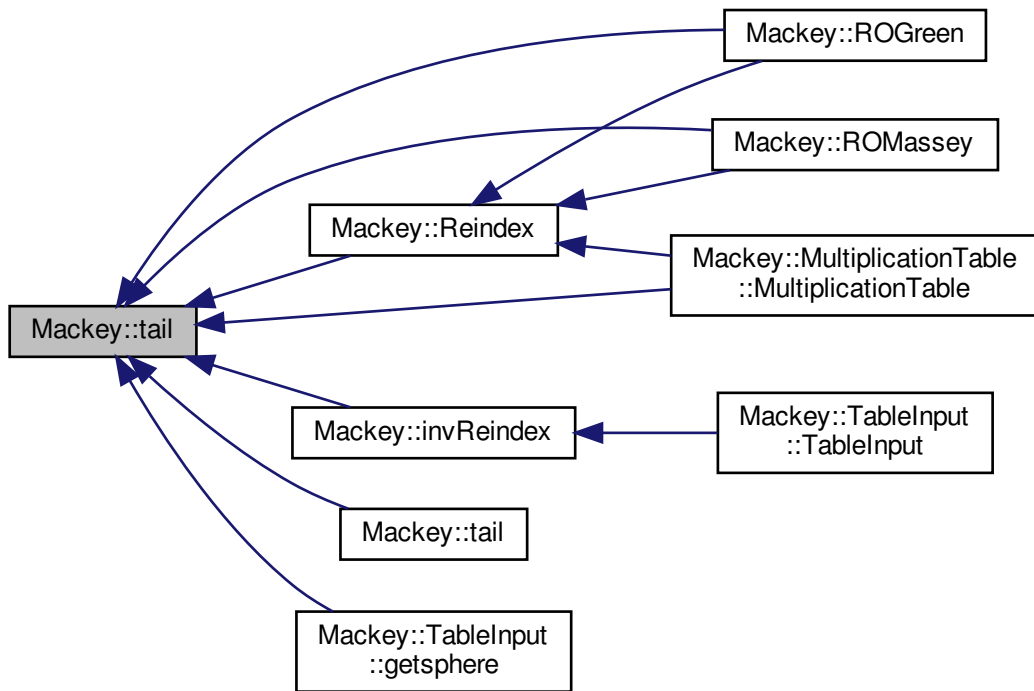 Mackey::ROGreen
Mackey::ROMassey
Mackey::Reindex
Mackey::MultiplicationTable
::MultiplicationTable
Mackey::tail
Mackey::invReindex
Mackey::TableInput
::TableInput
Mackey::tail
Mackey::TableInput
::getsphere